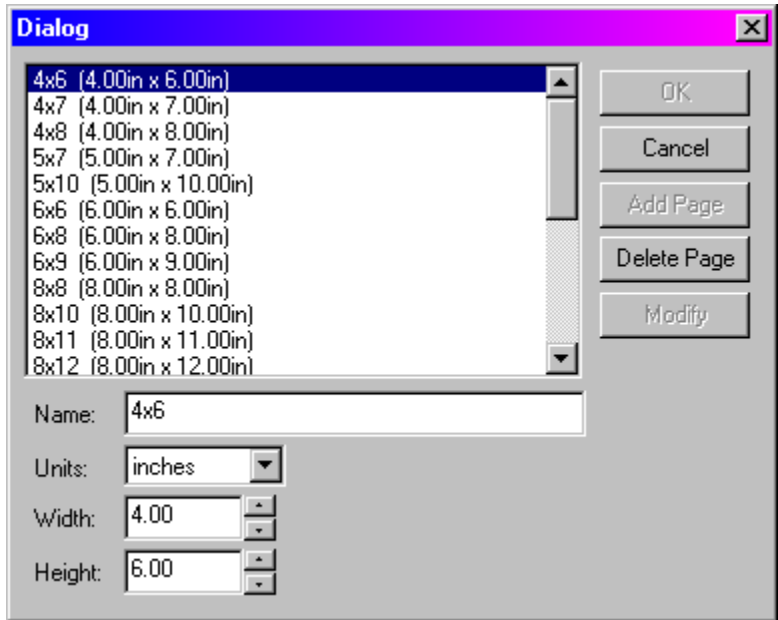 Dialog
4x6 (4.00in x 6.00in)
4x7 (4.00in x 7.00in)
4x8 (4.00in x 8.00in)
5x7 (5.00in x 7.00in)
5x10 (5.00in x 10.00in)
6x6 (6.00in x 6.00in)
6x8 (6.00in x 8.00in)
6x9 (6.00in x 9.00in)
8x8 (8.00in x 8.00in)
8x10 (8.00in x 10.00in)
8x11 (8.00in x 11.00in)
8x12 (8.00in x 12.00in)
OK
Cancel
Add Page
Delete Page
Modify
Name: 4x6
Units: inches
Width: 4.00
Height: 6.00